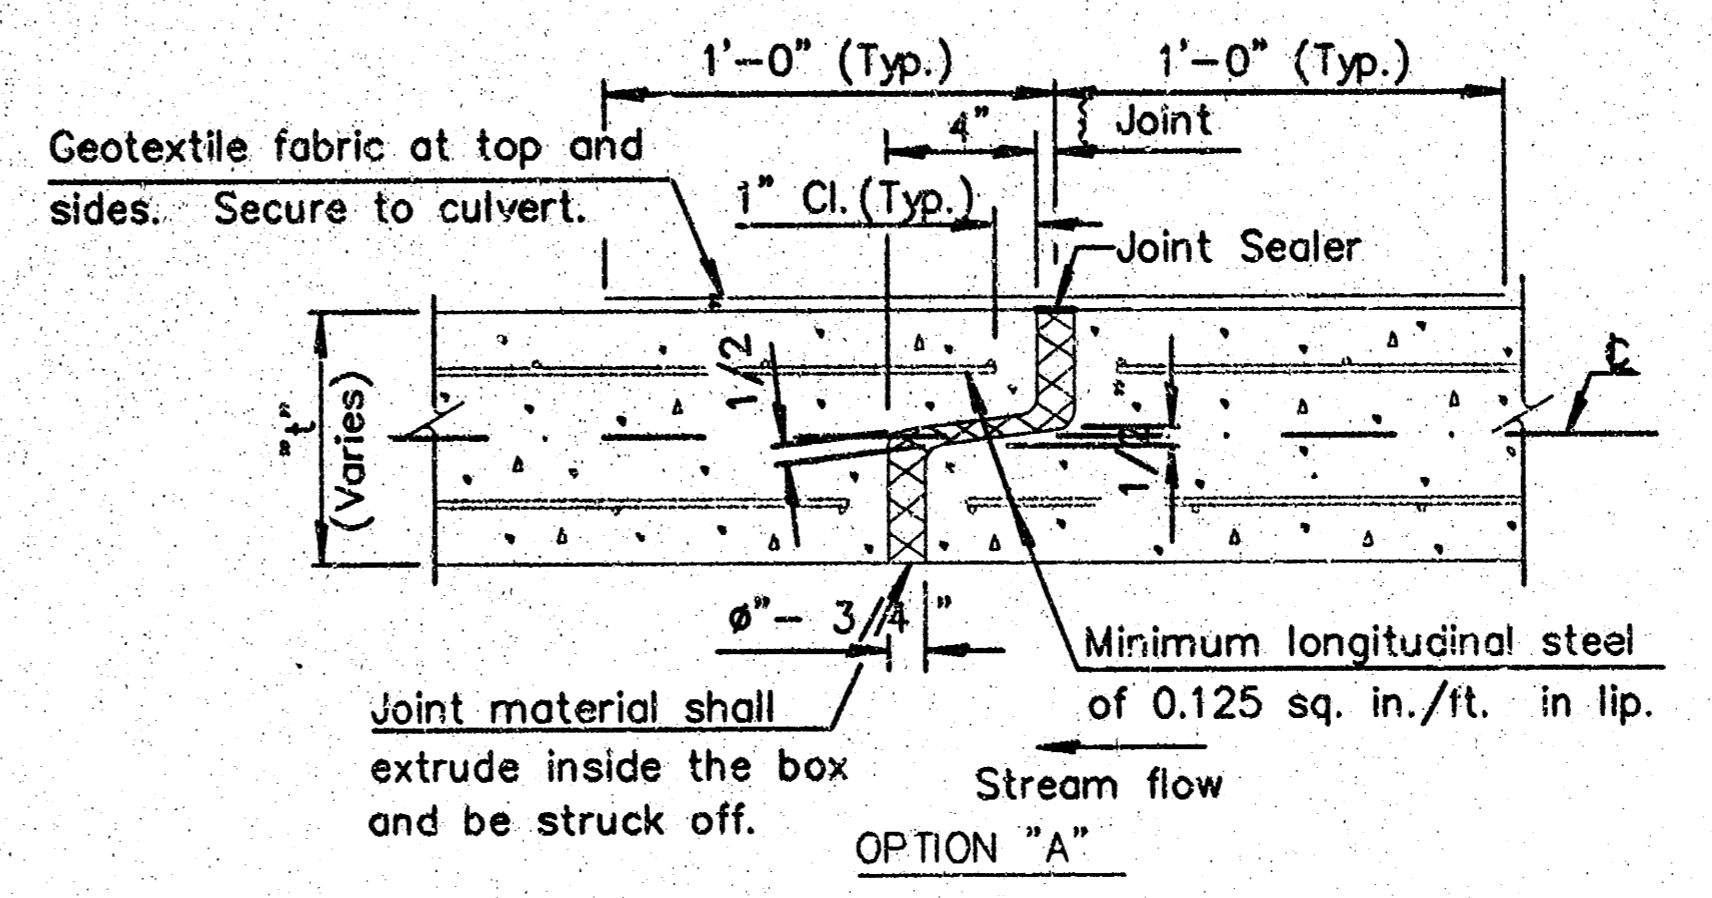 1'-0" (Typ.) 1'-0" (Typ.)
4" Joint
Geotextile fabric at top and
sides. Secure to culvert.
1" Cl. (Typ.)
Joint Sealer
1/2
"t"
(Varies)
1/2"
ø"- 3/4"
Minimum longitudinal steel
of 0.125 sq. in./ft. in lip.
Joint material shall
extrude inside the box
and be struck off.
Stream flow
OPTION "A"